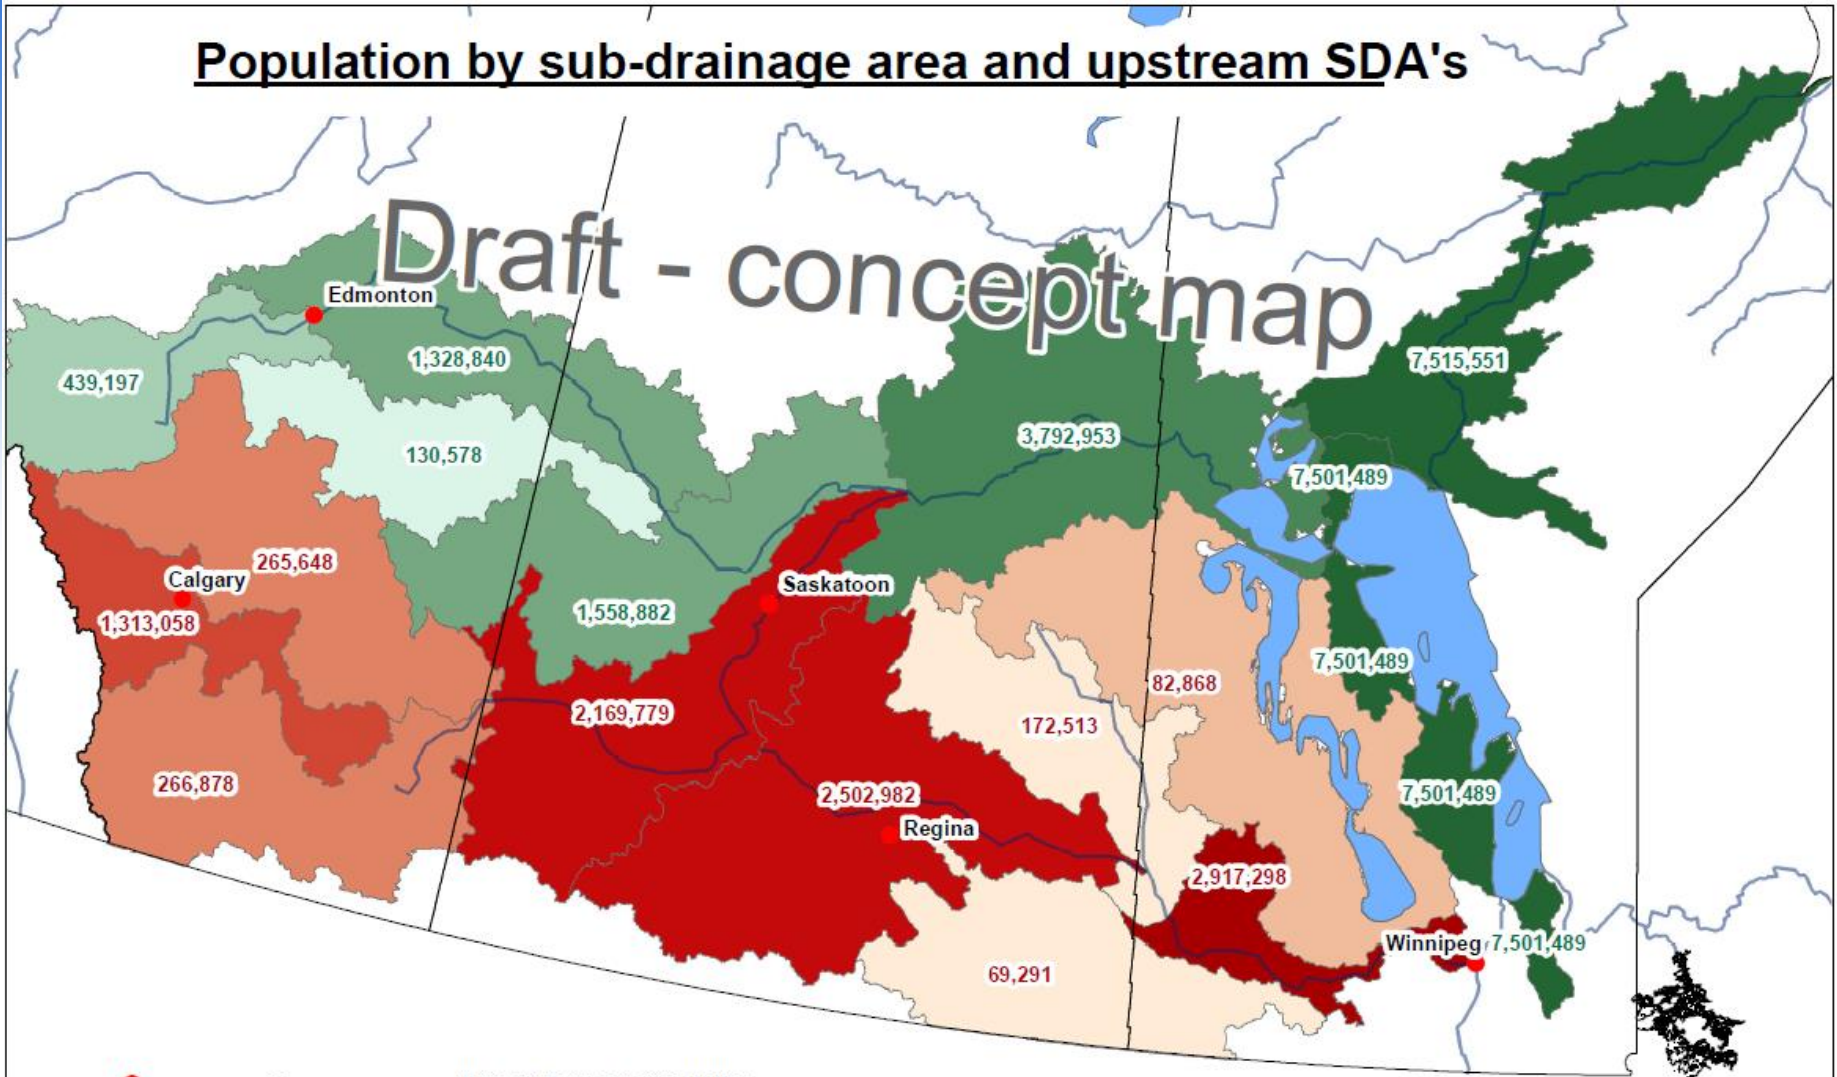 Population by sub-drainage area and upstream SDA's
Draft - concept map
Edmonton
1,328,840
7,515,551
439,197
3,792,953
130,578
7,501,489
265,648
Calgary
Saskatoon
1,313,058
1,558,882
7,501,489
82,868
2,169,779
172,513
266,878
2,502,982
7,501,489
Regina
2,917,298
Winnipeg
7,501,489
69,291